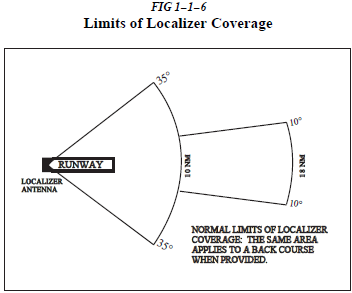 FIG 1–1–6
Limits of Localizer Coverage
35°
10°
RUNWAY
10 NM
18 NM
LOCALIZER
ANTENNA
10°
35°
NORMAL LIMITS OF LOCALIZER
COVERAGE: THE SAME AREA
APPLIES TO A BACK COURSE
WHEN PROVIDED.